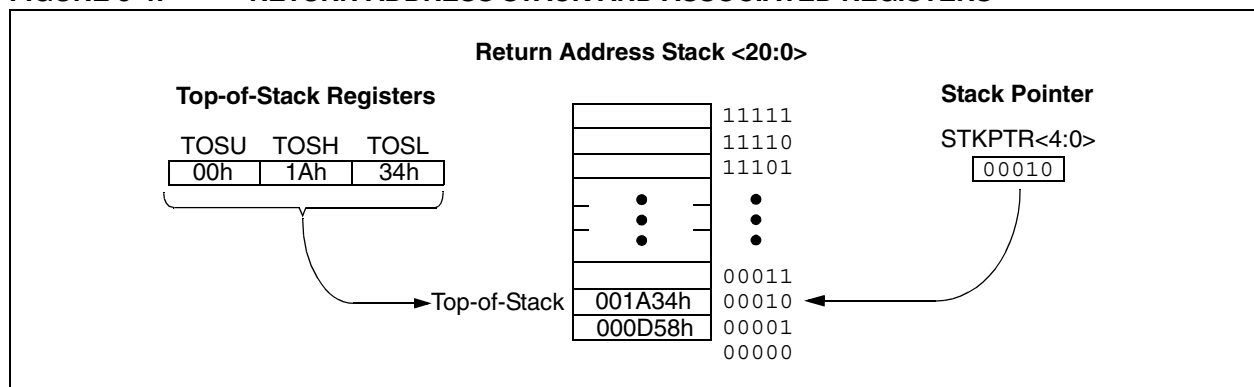 Return Address Stack <20:0>
Top-of-Stack Registers
Stack Pointer
TOSU TOSH TOSL
STKPTR<4:0>
00h 1Ah 34h
00010
11111
11110
11101
00011
Top-of-Stack 001A34h 00010
000D58h 00001
00000